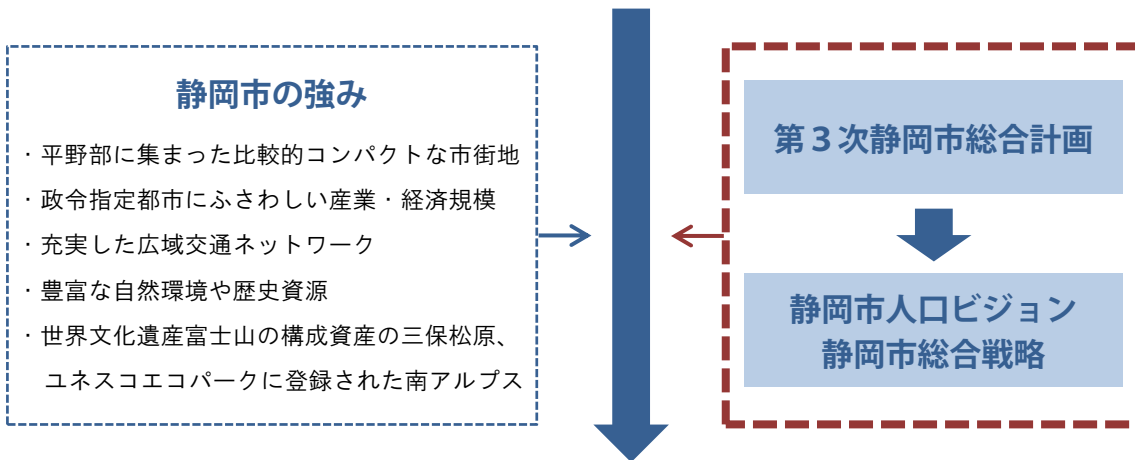 静岡市の強み
・平野部に集まった比較的コンパクトな市街地
・政令指定都市にふさわしい産業・経済規模
・充実した広域交通ネットワーク
・豊富な自然環境や歴史資源
・世界文化遺産富士山の構成資産の三保松原、
ユネスコエコパークに登録された南アルプス
第３次静岡市総合計画
静岡市人口ビジョン
静岡市総合戦略